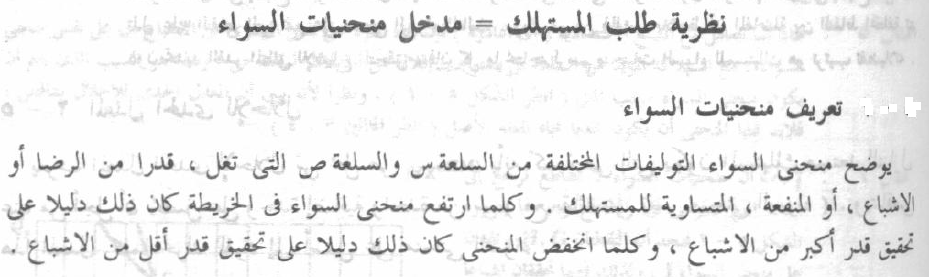 نظرية طلب المستهلك = مدخل منحنيات السواء
تعريف منحنيات السواء
يوضح منحنى السواء التوليفات المختلفة من السلعة س والسلعة ص التى تغل ، قدرا من الرضا أو
الاشباع ، أو المنفعة ، المتساوية للمستهلك . وكلما ارتفع منحنى السواء فى الخريطة كان ذلك دليلا على
تحقيق قدر أكبر من الاشباع ، وكلما انخفض المنحنى كان ذلك دليلا على تحقيق قدر أقل من الاشباع .